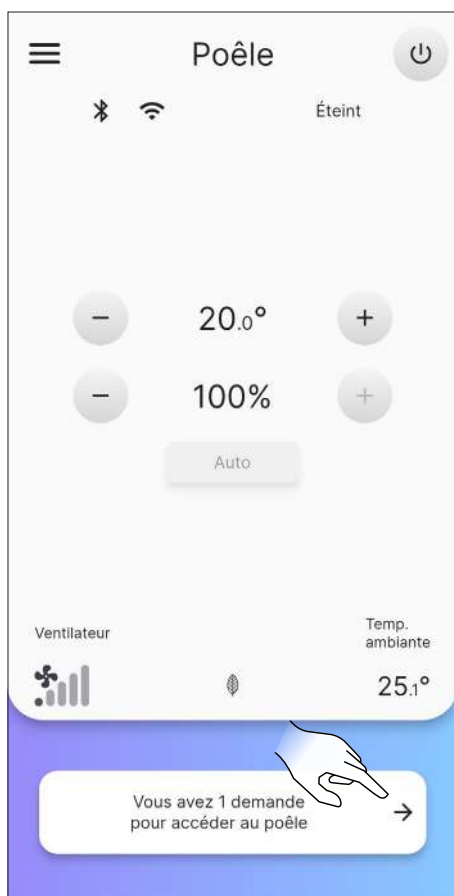 Poêle
Éteint
20.0°
100%
Auto
Ventilateur
Temp.
ambiante
25.1°
Vous avez 1 demande
pour accéder au poêle